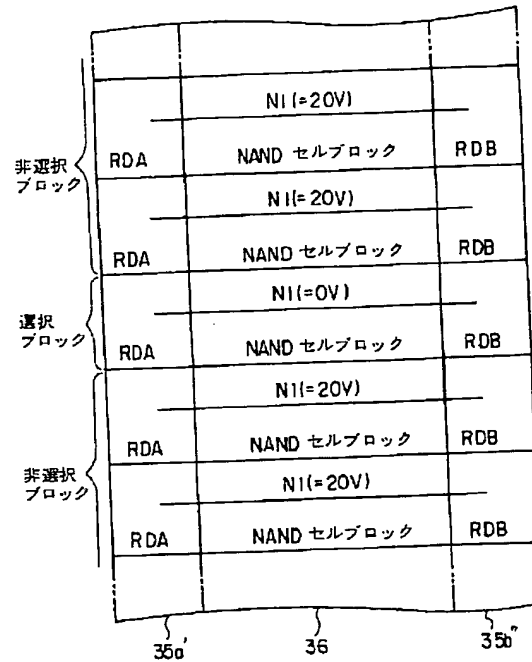 N1(=20V)
非選択
ブロック
RDA NAND セルブロック RDB
N1(=20V)
RDA NAND セルブロック RDB
N1(=0V)
選択
ブロック
RDA NAND セルブロック RDB
N1(=20V)
RDA NAND セルブロック RDB
非選択
ブロック
N1(=20V)
RDA NAND セルブロック RDB
35a' 36 35b"